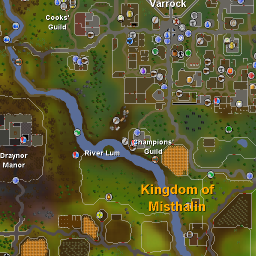 Varrock
Cooks'
Guild
Champions'
Guild
Draynor
Manor
River Lum
Kingdom of
Misthalin